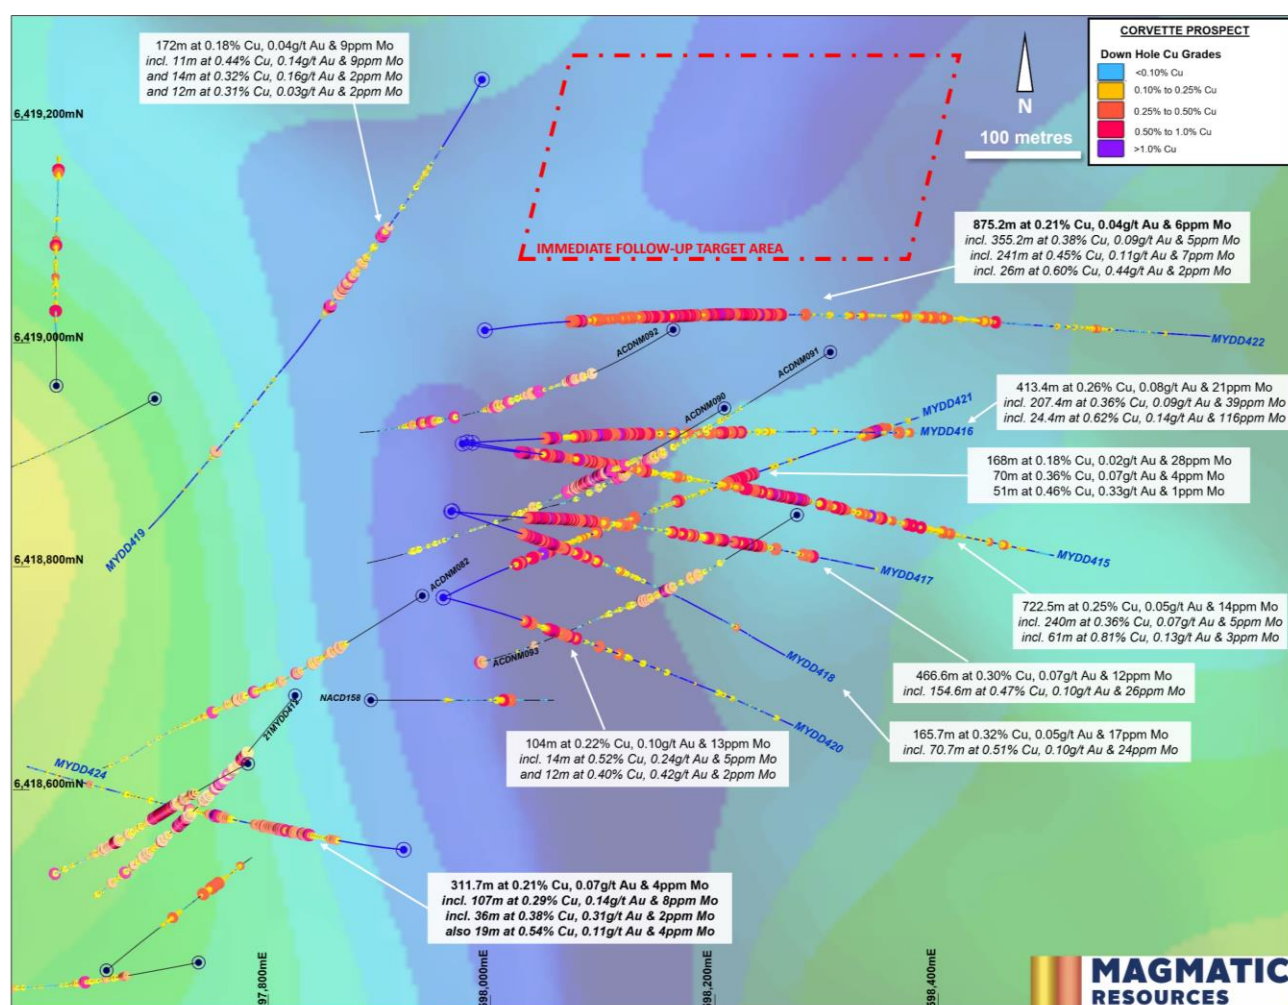 172m at 0.18% Cu, 0.04g/t Au & 9ppm Mo
incl. 11m at 0.44% Cu, 0.14g/t Au & 9ppm Mo
and 14m at 0.32% Cu, 0.16g/t Au & 2ppm Mo
and 12m at 0.31% Cu, 0.03g/t Au & 2ppm Mo
N
100 metres
CORVETTE PROSPECT
Down Hole Cu Grades
<0.10% Cu
0.10% to 0.25% Cu
0.25% to 0.50% Cu
0.50% to 1.0% Cu
>1.0% Cu
6,419,200mN
IMMEDIATE FOLLOW-UP TARGET AREA
875.2m at 0.21% Cu, 0.04g/t Au & 6ppm Mo
incl. 355.2m at 0.38% Cu, 0.09g/t Au & 5ppm Mo
incl. 241m at 0.45% Cu, 0.11g/t Au & 7ppm Mo
incl. 26m at 0.60% Cu, 0.44g/t Au & 2ppm Mo
6,419,000mN
ACDNM092
ACDNM091
MYDD422
ACDNM090
MYDD421
MYDD416
413.4m at 0.26% Cu, 0.08g/t Au & 21ppm Mo
incl. 207.4m at 0.36% Cu, 0.09g/t Au & 39ppm Mo
incl. 24.4m at 0.62% Cu, 0.14g/t Au & 116ppm Mo
168m at 0.18% Cu, 0.02g/t Au & 28ppm Mo
70m at 0.36% Cu, 0.07g/t Au & 4ppm Mo
51m at 0.46% Cu, 0.33g/t Au & 1ppm Mo
MYDD419
6,418,800mN
ACDNM082
MYDD415
MYDD417
722.5m at 0.25% Cu, 0.05g/t Au & 14ppm Mo
incl. 240m at 0.36% Cu, 0.07g/t Au & 5ppm Mo
incl. 61m at 0.81% Cu, 0.13g/t Au & 3ppm Mo
ACDNM093
MYDD418
466.6m at 0.30% Cu, 0.07g/t Au & 12ppm Mo
incl. 154.6m at 0.47% Cu, 0.10g/t Au & 26ppm Mo
NACD158
21MYDD412
MYDD420
165.7m at 0.32% Cu, 0.05g/t Au & 17ppm Mo
incl. 70.7m at 0.51% Cu, 0.10g/t Au & 24ppm Mo
104m at 0.22% Cu, 0.10g/t Au & 13ppm Mo
incl. 14m at 0.52% Cu, 0.24g/t Au & 5ppm Mo
and 12m at 0.40% Cu, 0.42g/t Au & 2ppm Mo
MYDD424
6,418,600mN
311.7m at 0.21% Cu, 0.07g/t Au & 4ppm Mo
incl. 107m at 0.29% Cu, 0.14g/t Au & 8ppm Mo
incl. 36m at 0.38% Cu, 0.31g/t Au & 2ppm Mo
also 19m at 0.54% Cu, 0.11g/t Au & 4ppm Mo
97,800mE
98,000mE
98,200mE
98,400mE
MAGMATIC
RESOURCES